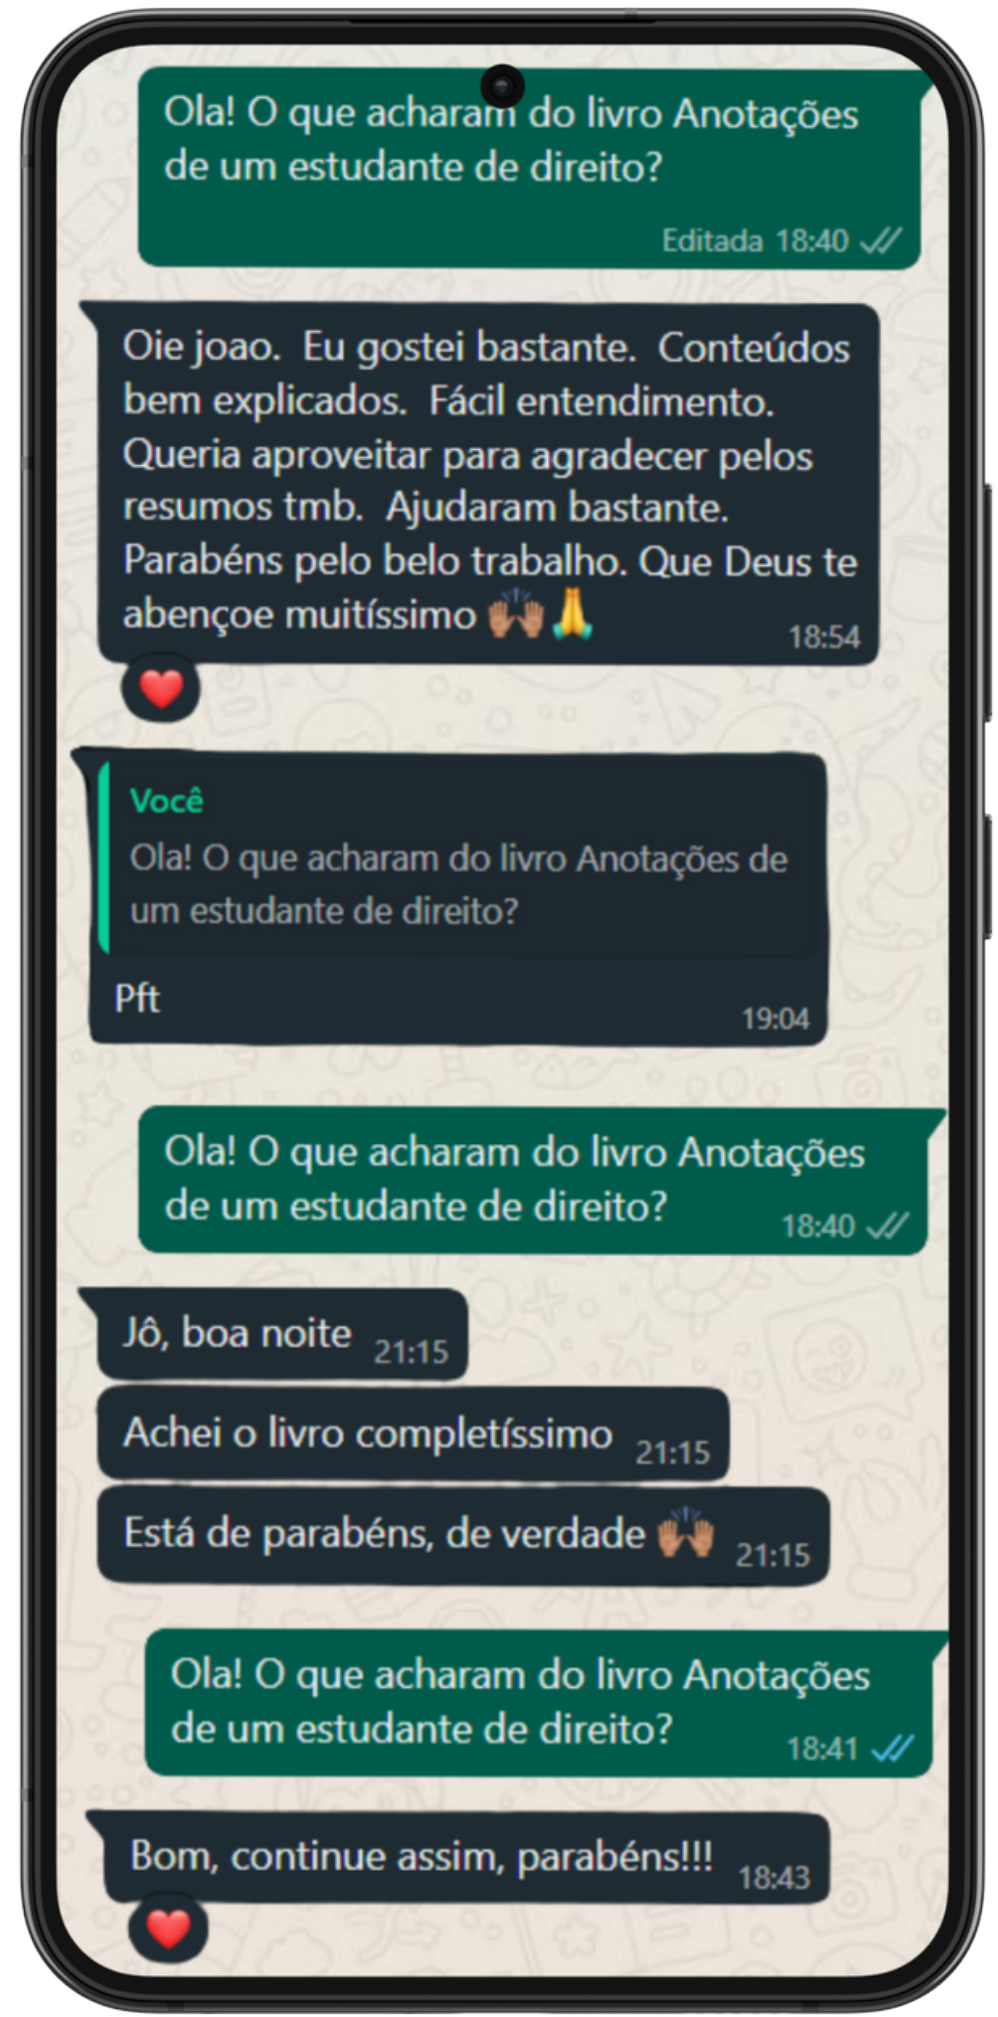 Ola! O que acharam do livro Anotações
de um estudante de direito?
Editada 18:40
Oie joao.  Eu gostei bastante.  Conteúdos
bem explicados.  Fácil entendimento.
Queria aproveitar para agradecer pelos
resumos tmb.  Ajudaram bastante.
Parabéns pelo belo trabalho. Que Deus te
abençoe muitíssimo 🙌🏽🙏
18:54
Você
Ola! O que acharam do livro Anotações de
um estudante de direito?
Pft
19:04
Ola! O que acharam do livro Anotações
de um estudante de direito?
18:40
Jô, boa noite 21:15
Achei o livro completíssimo 21:15
Está de parabéns, de verdade 🙌🏽 21:15
Ola! O que acharam do livro Anotações
de um estudante de direito?
18:41
Bom, continue assim, parabéns!!! 18:43